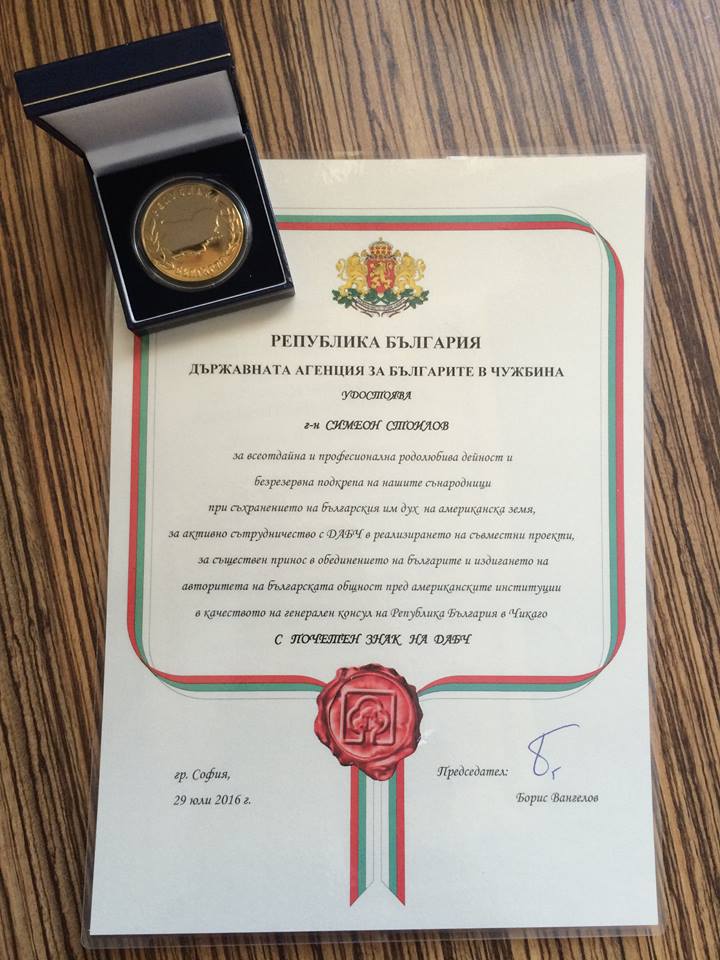 РЕПУБЛИКА
РЕПУБЛИКА БЪЛГАРИЯ
ДЪРЖАВНАТА АГЕНЦИЯ ЗА БЪЛГАРИТЕ В ЧУЖБИНА
УДОСТОЯВА
г-н СИМЕОН СТОИЛОВ
за всеотдайна и професионална родолюбива дейност и
безрезервна подкрепа на нашите сънародници
при съхранението на българския им дух на американска земя,
за активно сътрудничество с ДАБЧ в реализирането на съвместни проекти,
за съществен принос в обединението на българите и издигането на
авторитета на българската общност пред американските институции
в качеството на генерален консул на Република България в Чикаго
С ПОЧЕТЕН ЗНАК НА ДАБЧ
гр. София,
29 юли 2016 г.
Председател:
Борис Вангелов